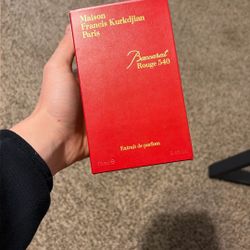 Maison
Francis Kurkdjian
Paris
Baccarat
Rouge 540
Extrait de parfum